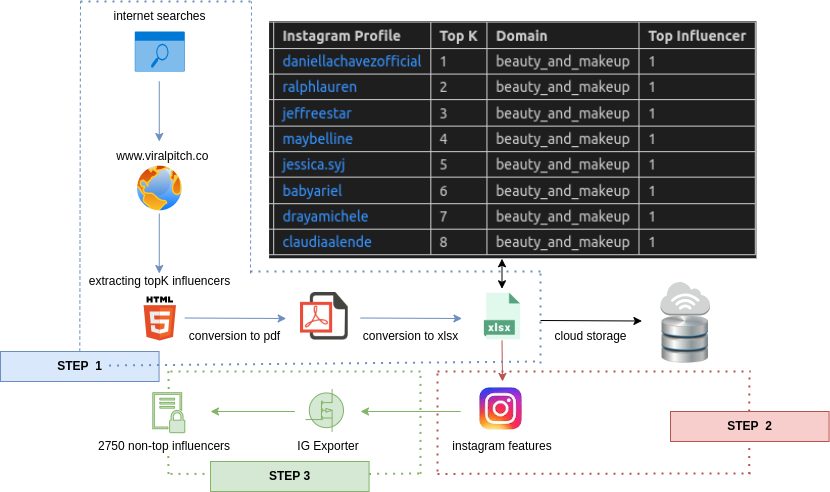 internet searches
www.viralpitch.co
extracting topK influencers
Instagram Profile Top K Domain Top Influencer
daniellachavezofficial 1 beauty_and_makeup 1
ralphlauren 2 beauty_and_makeup 1
jeffreestar 3 beauty_and_makeup 1
maybelline 4 beauty_and_makeup 1
jessica.syj 5 beauty_and_makeup 1
babyariel 6 beauty_and_makeup 1
drayamichele 7 beauty_and_makeup 1
claudiaalende 8 beauty_and_makeup 1
HTML
5
conversion to pdf
conversion to xlsx
xlsx
cloud storage
STEP 1
instagram features
STEP 2
IG Exporter
2750 non-top influencers
STEP 3